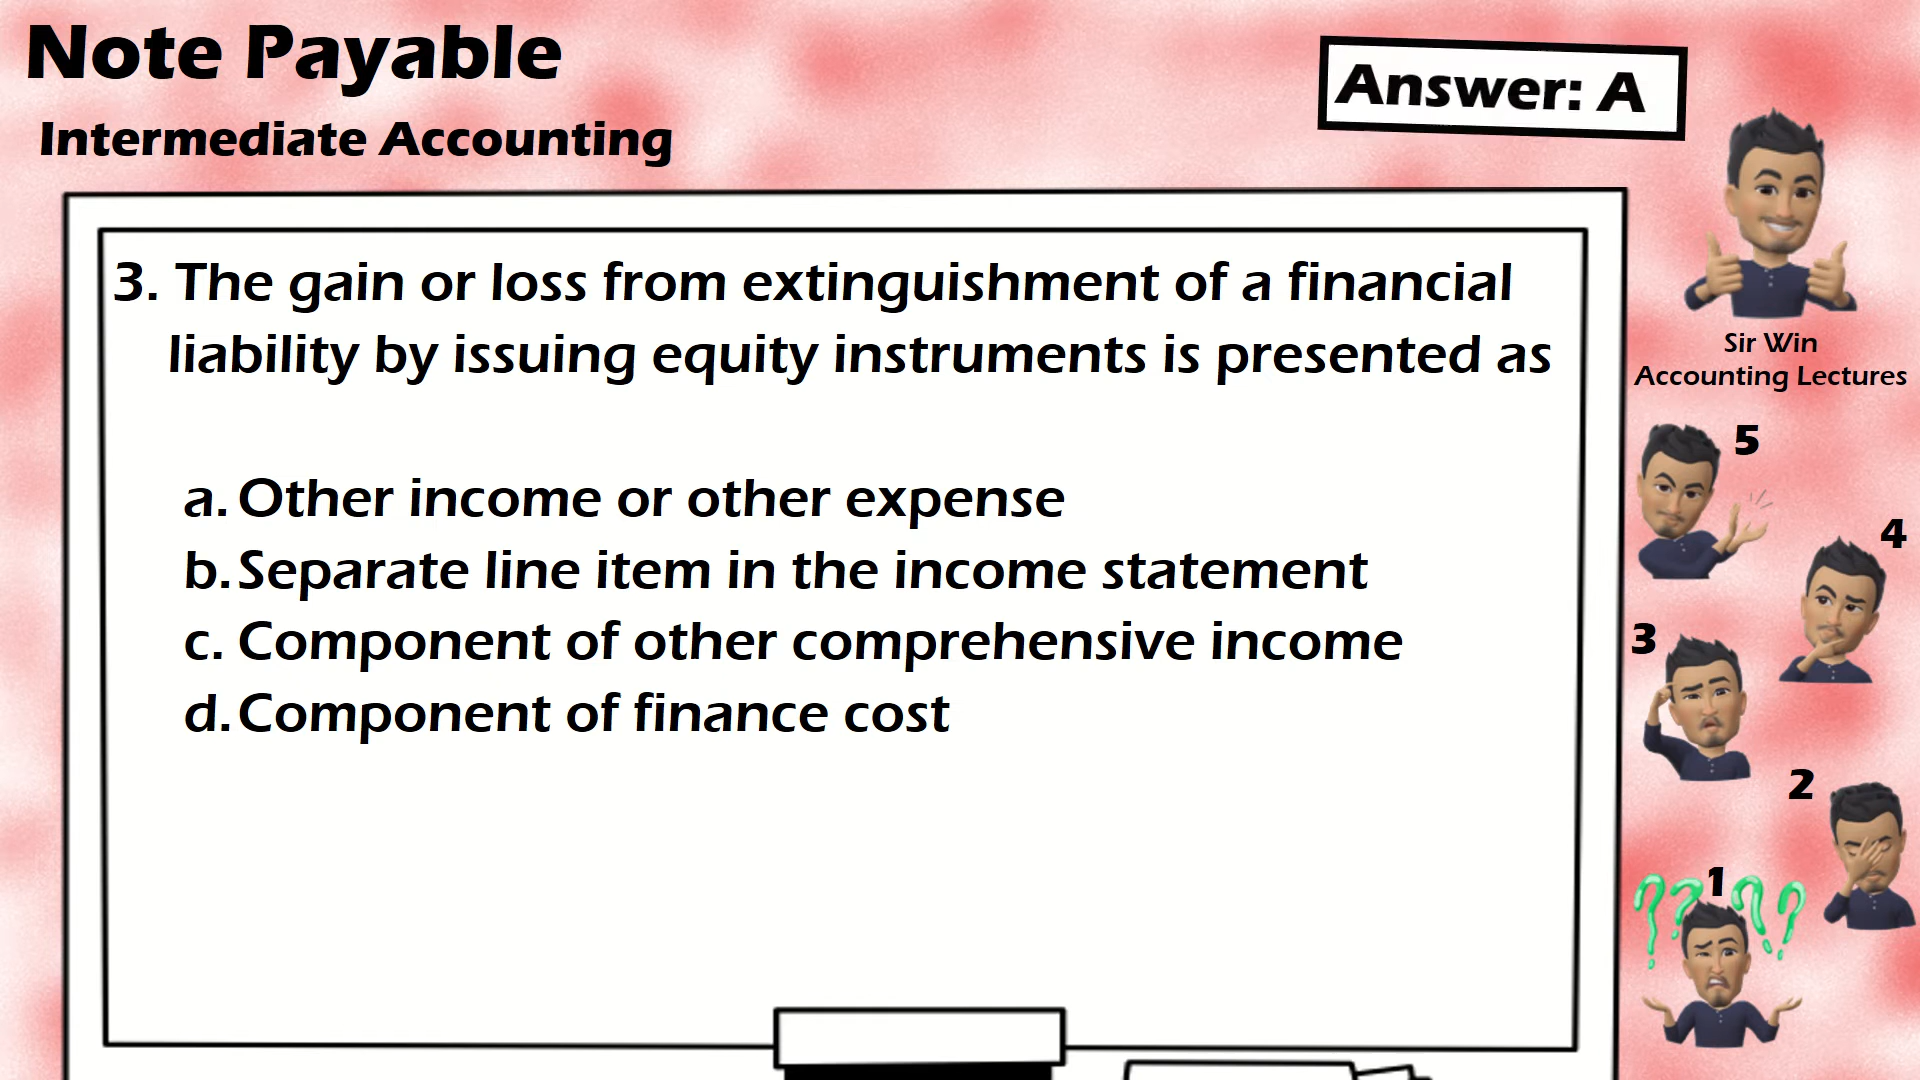 Note Payable
Intermediate Accounting
Answer: A
3. The gain or loss from extinguishment of a financial
liability by issuing equity instruments is presented as
a. Other income or other expense
b. Separate line item in the income statement
c. Component of other comprehensive income
d. Component of finance cost
Sir Win
Accounting Lectures
5
4
3
2
1
??
??